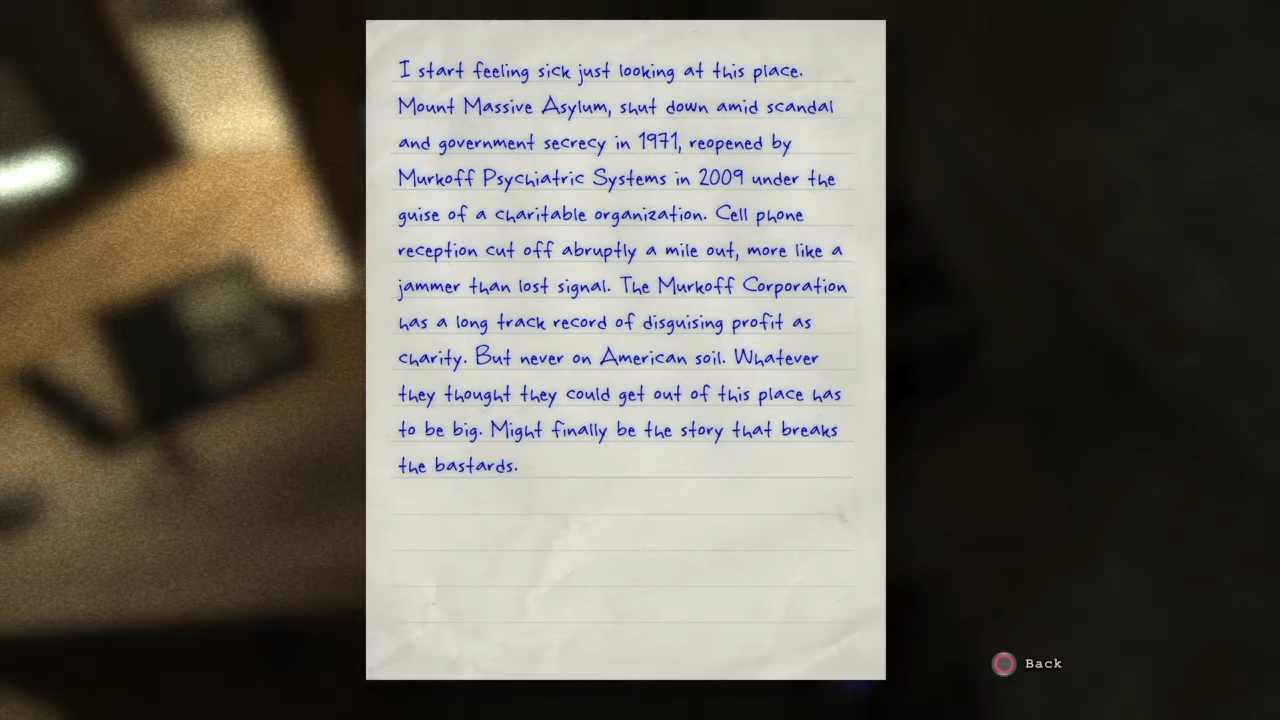 I start feeling sick just looking at this place.
Mount Massive Asylum, shut down amid scandal
and government secrecy in 1971, reopened by
Murkoff Psychiatric Systems in 2009 under the
guise of a charitable organization. Cell phone
reception cut off abruptly a mile out, more like a
jammer than lost signal. The Murkoff Corporation
has a long track record of disguising profit as
charity. But never on American soil. Whatever
they thought they could get out of this place has
to be big. Might finally be the story that breaks
the bastards.
Back